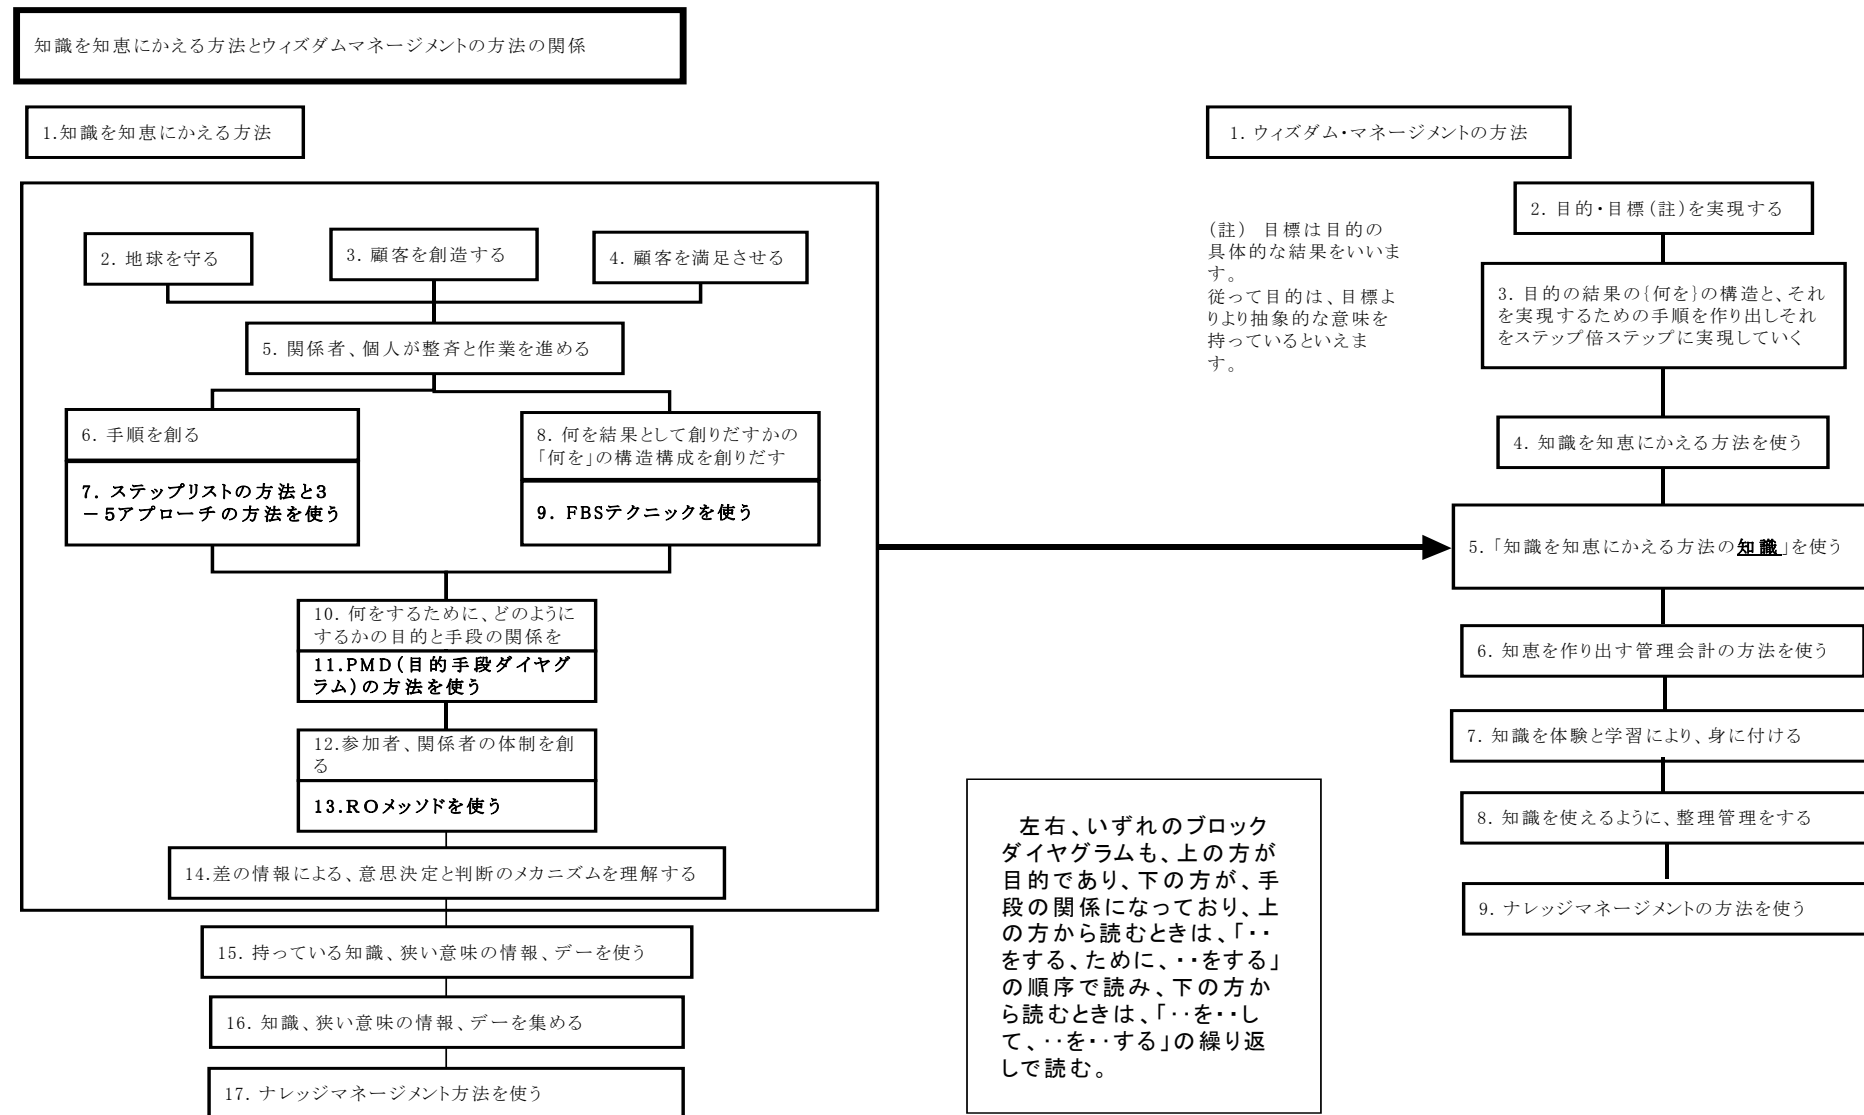 知識を知恵にかえる方法とウィズダムマネージメントの方法の関係
1.知識を知恵にかえる方法
2. 地球を守る
3. 顧客を創造する
4. 顧客を満足させる
5. 関係者、個人が整斉と作業を進める
6. 手順を創る
7. ステップリストの方法と3
－5アプローチの方法を使う
8. 何を結果として創りだすかの
「何を」の構造構成を創りだす
9. FBSテクニックを使う
10. 何をするために、どのように
するかの目的と手段の関係を
11.PMD(目的手段ダイヤグ
ラム)の方法を使う
12.参加者、関係者の体制を創
る
13.ROメッソドを使う
14.差の情報による、意思決定と判断のメカニズムを理解する
15. 持っている知識、狭い意味の情報、デーを使う
16. 知識、狭い意味の情報、デーを集める
17. ナレッジマネージメント方法を使う
1. ウィズダム・マネージメントの方法
(註) 目標は目的の
具体的な結果をいいま
す。
従って目的は、目標よ
りより抽象的な意味を
持っているといえま
す。
2. 目的・目標(註)を実現する
3. 目的の結果の{何を}の構造と、それ
を実現するための手順を作り出しそれ
をステップ倍ステップに実現していく
4. 知識を知恵にかえる方法を使う
5.「知識を知恵にかえる方法の知識」を使う
6. 知恵を作り出す管理会計の方法を使う
7. 知識を体験と学習により、身に付ける
8. 知識を使えるように、整理管理をする
9. ナレッジマネージメントの方法を使う
左右、いずれのブロック
ダイヤグラムも、上の方が
目的であり、下の方が、手
段の関係になっており、上
の方から読むときは、「・・
をする、ために、・・をする」
の順序で読み、下の方か
ら読むときは、「・・を・・し
て、・・を・・する」の繰り返
しで読む。